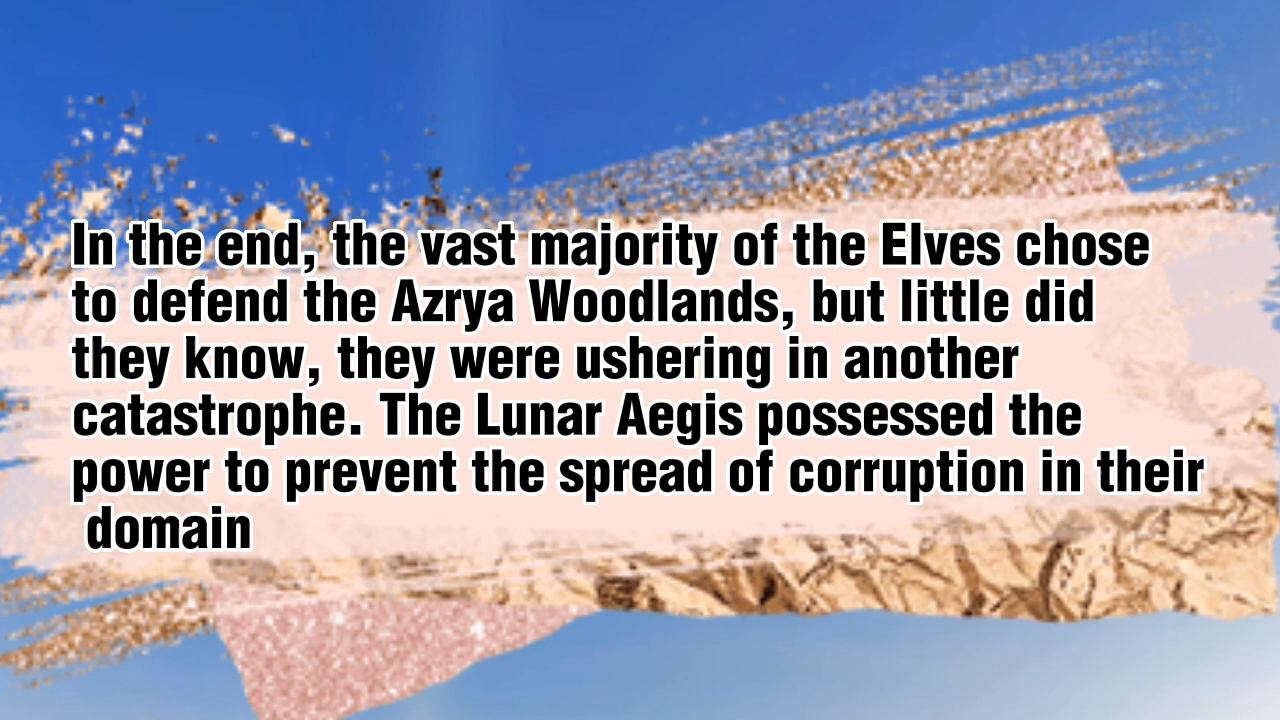 In the end, the vast majority of the Elves chose
to defend the Azrya Woodlands, but little did
they know, they were ushering in another
catastrophe. The Lunar Aegis possessed the
power to prevent the spread of corruption in their
domain